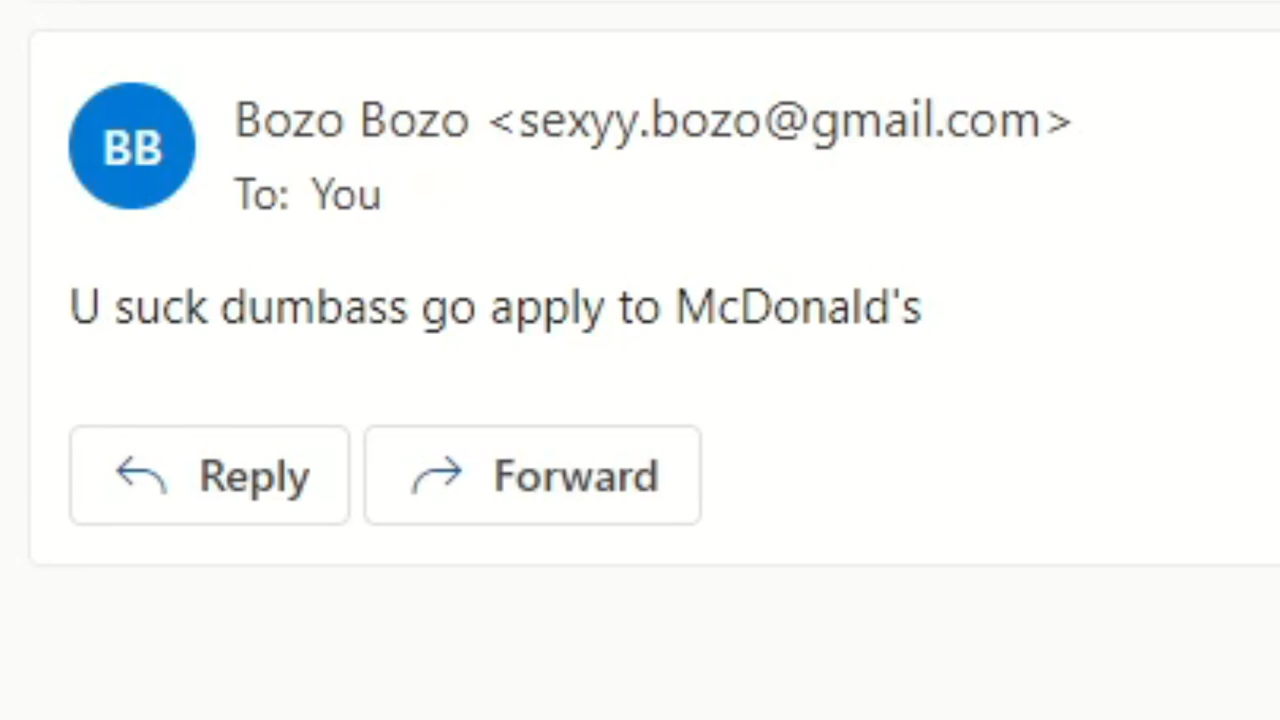 BB
Bozo Bozo <sexyy.bozo@gmail.com>
To: You
U suck dumbass go apply to McDonald's
Reply
Forward